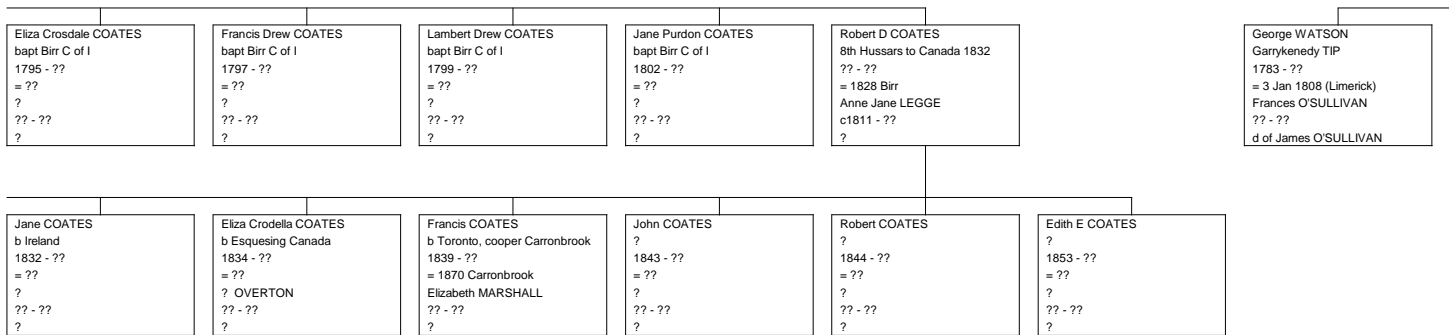 Eliza Crosdale COATES
bapt Birr C of I
1795 - ??
= ??
?
?? - ??
?
Francis Drew COATES
bapt Birr C of I
1797 - ??
= ??
?
?? - ??
?
Lambert Drew COATES
bapt Birr C of I
1799 - ??
= ??
?
?? - ??
?
Jane Purdon COATES
bapt Birr C of I
1802 - ??
= ??
?
?? - ??
?
Robert D COATES
8th Hussars to Canada 1832
?? - ??
= 1828 Birr
Anne Jane LEGGE
c1811 - ??
?
George WATSON
Garrykenedy TIP
1783 - ??
= 3 Jan 1808 (Limerick)
Frances O'SULLIVAN
?? - ??
d of James O'SULLIVAN
Jane COATES
b Ireland
1832 - ??
= ??
?
?? - ??
?
Eliza Crodella COATES
b Esquesing Canada
1834 - ??
= ??
? OVERTON
?? - ??
?
Francis COATES
b Toronto, cooper Carronbrook
1839 - ??
= 1870 Carronbrook
Elizabeth MARSHALL
?? - ??
?
John COATES
?
1843 - ??
= ??
?
?? - ??
?
Robert COATES
?
1844 - ??
= ??
?
?? - ??
?
Edith E COATES
?
1853 - ??
= ??
?
?? - ??
?